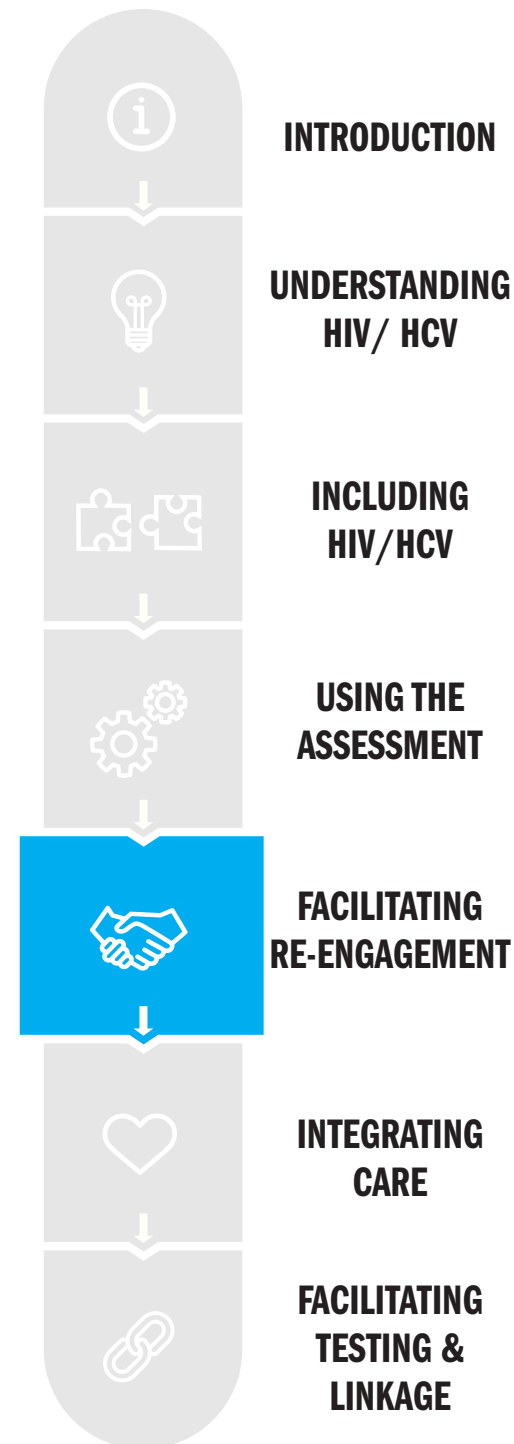 INTRODUCTION
UNDERSTANDING
HIV/ HCV
INCLUDING
HIV/HCV
USING THE
ASSESSMENT
FACILITATING
RE-ENGAGEMENT
INTEGRATING
CARE
FACILITATING
TESTING &
LINKAGE